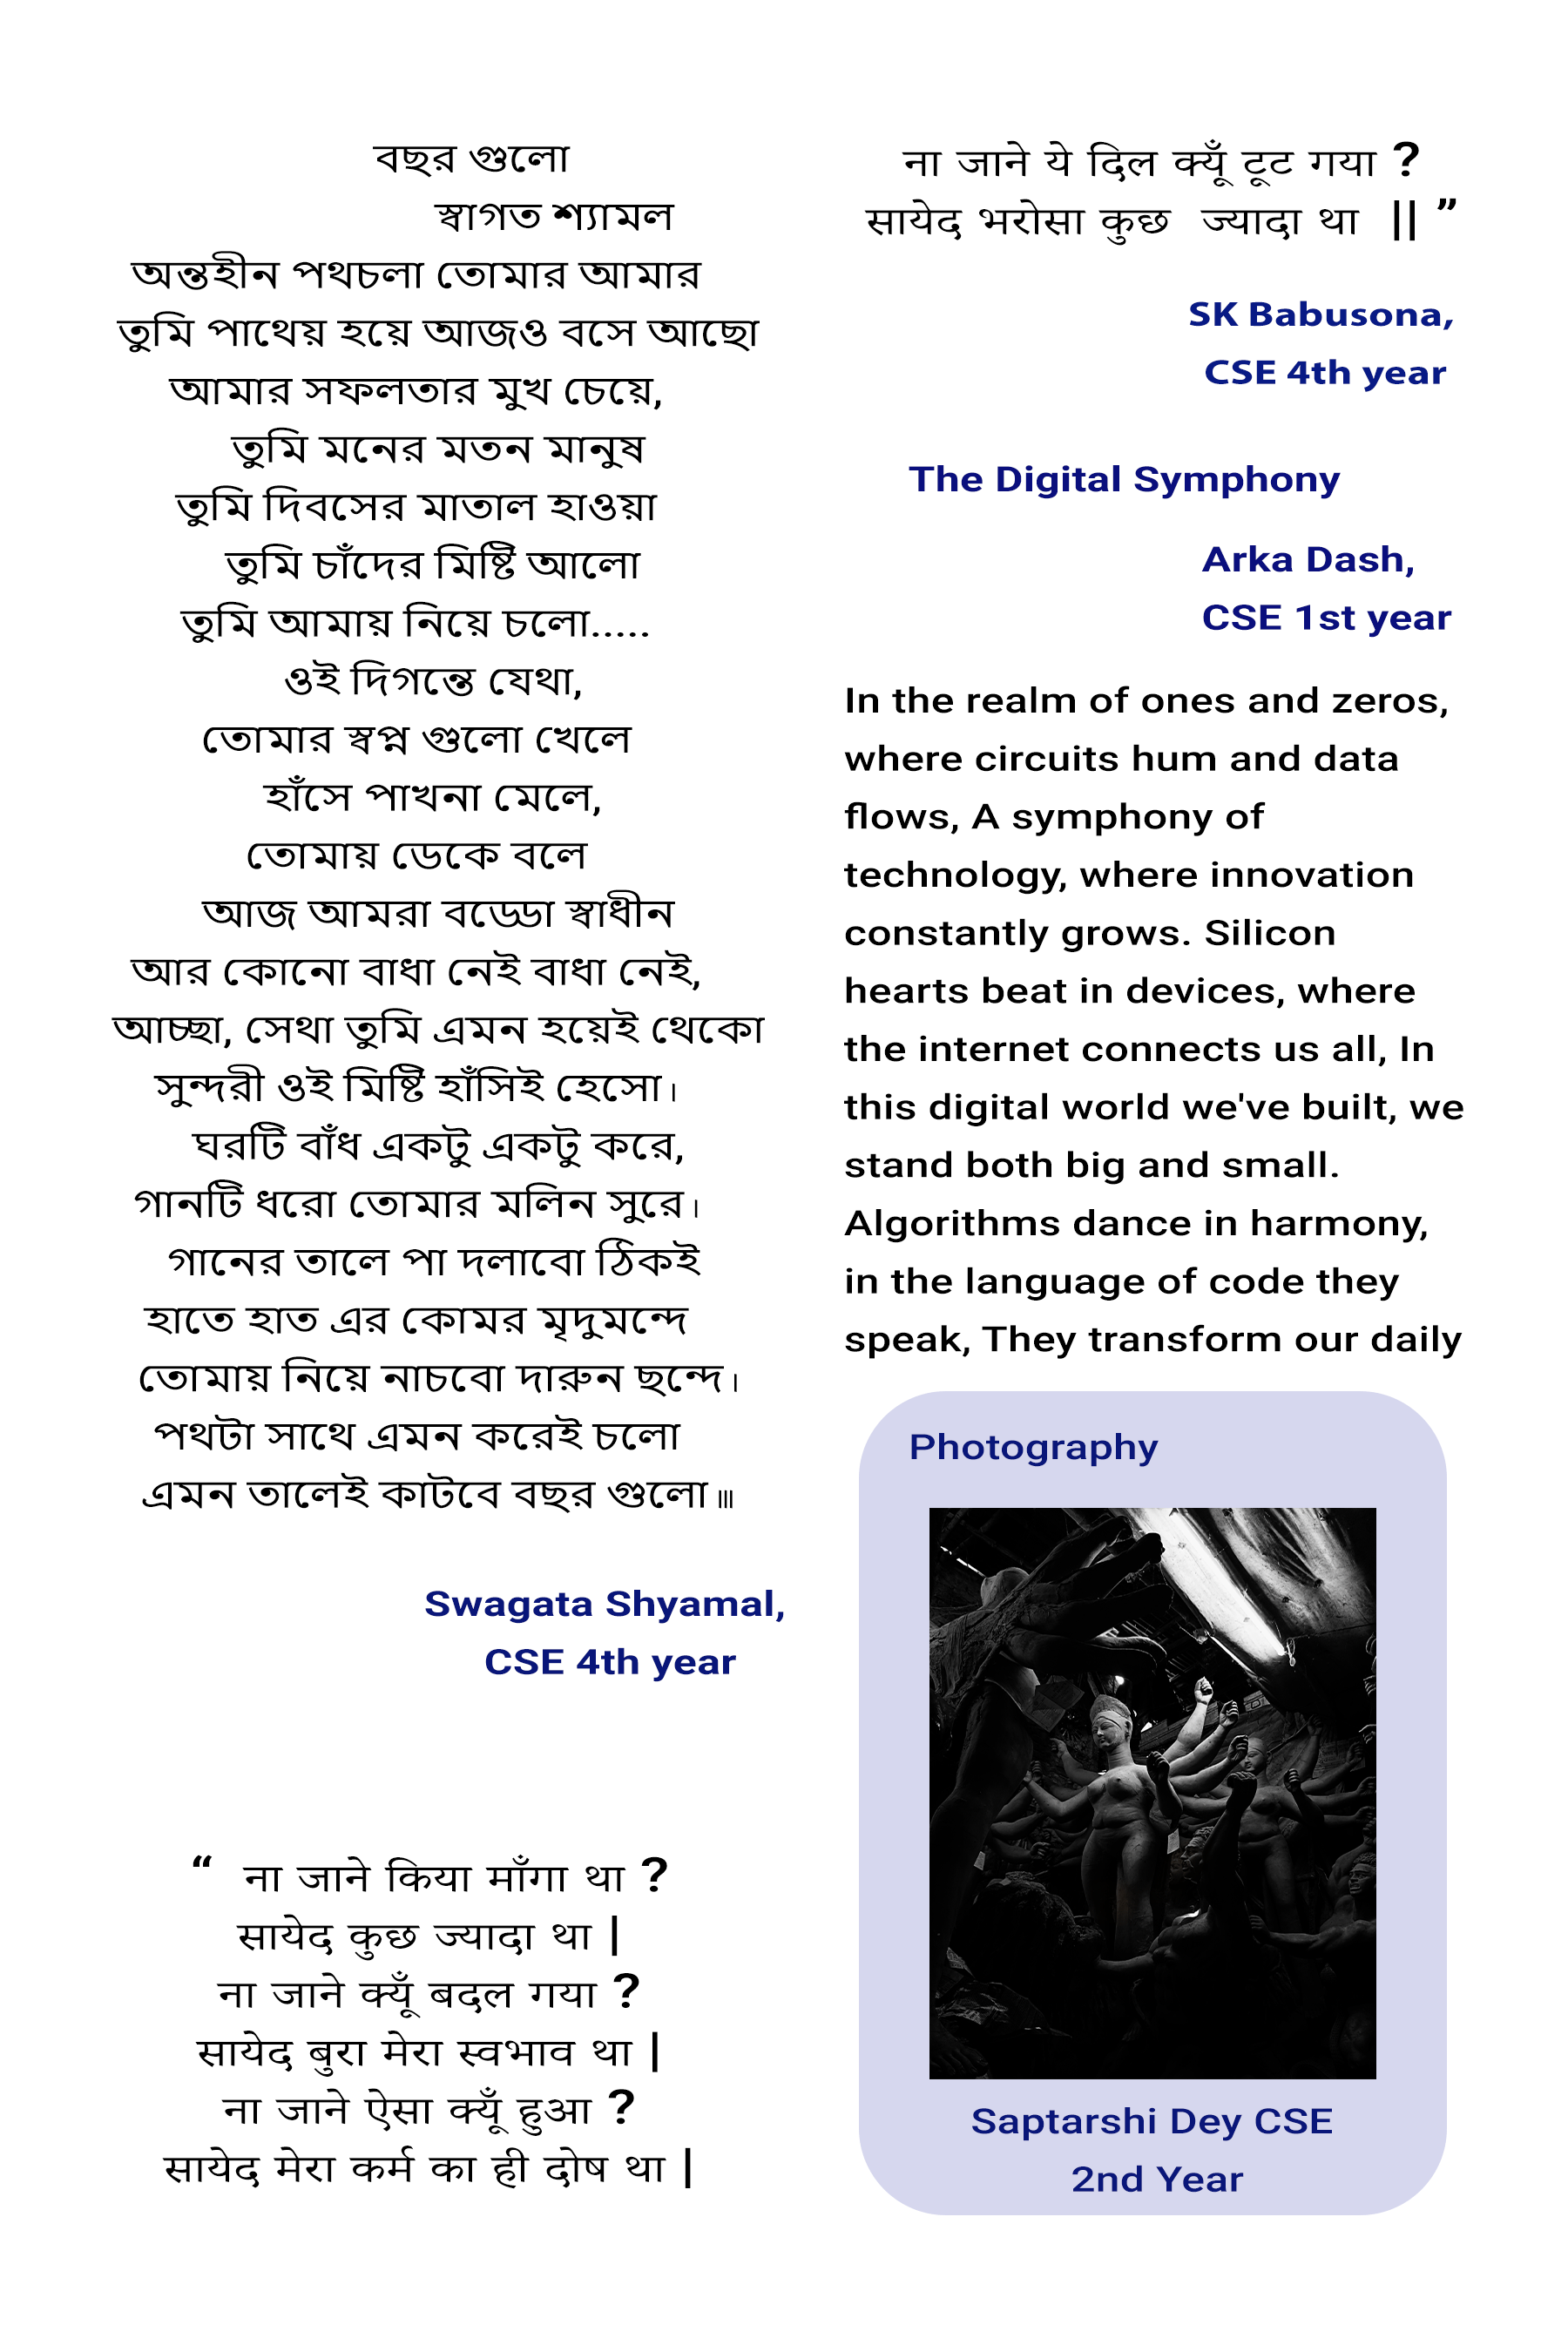 বছর গুলো
স্বাগত শ্যামল
অন্তহীন পথচলা তোমার আমার
তুমি পাথেয় হয়ে আজও বসে আছো
আমার সফলতার মুখ চেয়ে,
তুমি মনের মতন মানুষ
তুমি দিবসের মাতাল হাওয়া
তুমি চাঁদের মিষ্টি আলো
তুমি আমায় নিয়ে চলো.....
ওই দিগন্তে যেথা,
তোমার স্বপ্ন গুলো খেলে
হাঁসে পাখনা মেলে,
তোমায় ডেকে বলে
আজ আমরা বড্ডো স্বাধীন
আর কোনো বাধা নেই বাধা নেই,
আচ্ছা, সেথা তুমি এমন হয়েই থেকো
সুন্দরী ওই মিষ্টি হাঁসিই হেসো।
ঘরটি বাঁধ একটু একটু করে,
গানটি ধরো তোমার মলিন সুরে।
গানের তালে পা দলাবো ঠিকই
হাতে হাত এর কোমর মৃদুমন্দে
তোমায় নিয়ে নাচবো দারুন ছন্দে।
পথটা সাথে এমন করেই চলো
এমন তালেই কাটবে বছর গুলো॥।
Swagata Shyamal,
CSE 4th year
“ ना जाने किया माँगा था ?
सायेद कुछ ज्यादा था |
ना जाने क्यूँ बदल गया ?
सायेद बुरा मेरा स्वभाव था |
ना जाने ऐसा क्यूँ हुआ ?
सायेद मेरा कर्म का ही दोष था |
ना जाने ये दिल क्यूँ टूट गया ?
सायेद भरोसा कुछ ज्यादा था || ”
SK Babusona,
CSE 4th year
The Digital Symphony
Arka Dash,
CSE 1st year
In the realm of ones and zeros,
where circuits hum and data
flows, A symphony of
technology, where innovation
constantly grows. Silicon
hearts beat in devices, where
the internet connects us all, In
this digital world we've built, we
stand both big and small.
Algorithms dance in harmony,
in the language of code they
speak, They transform our daily
Photography
Saptarshi Dey CSE
2nd Year